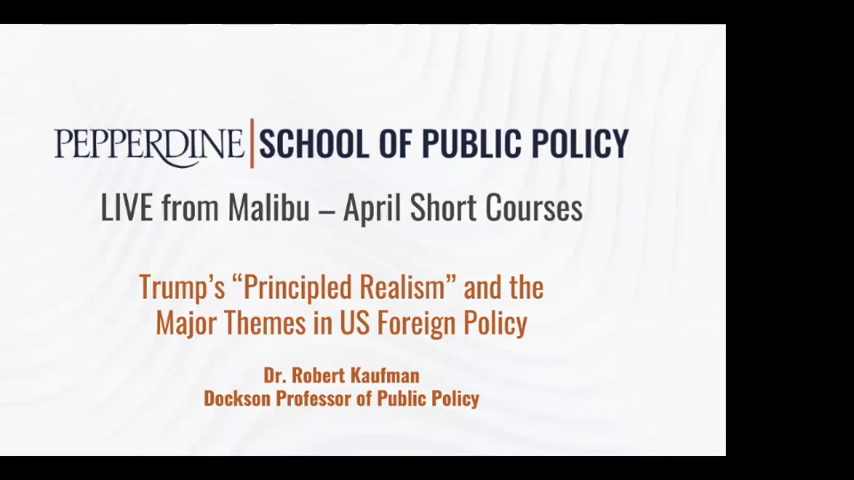 PEPPERDINE | SCHOOL OF PUBLIC POLICY
LIVE from Malibu – April Short Courses
Trump's “Principled Realism” and the
Major Themes in US Foreign Policy
Dr. Robert Kaufman
Dockson Professor of Public Policy